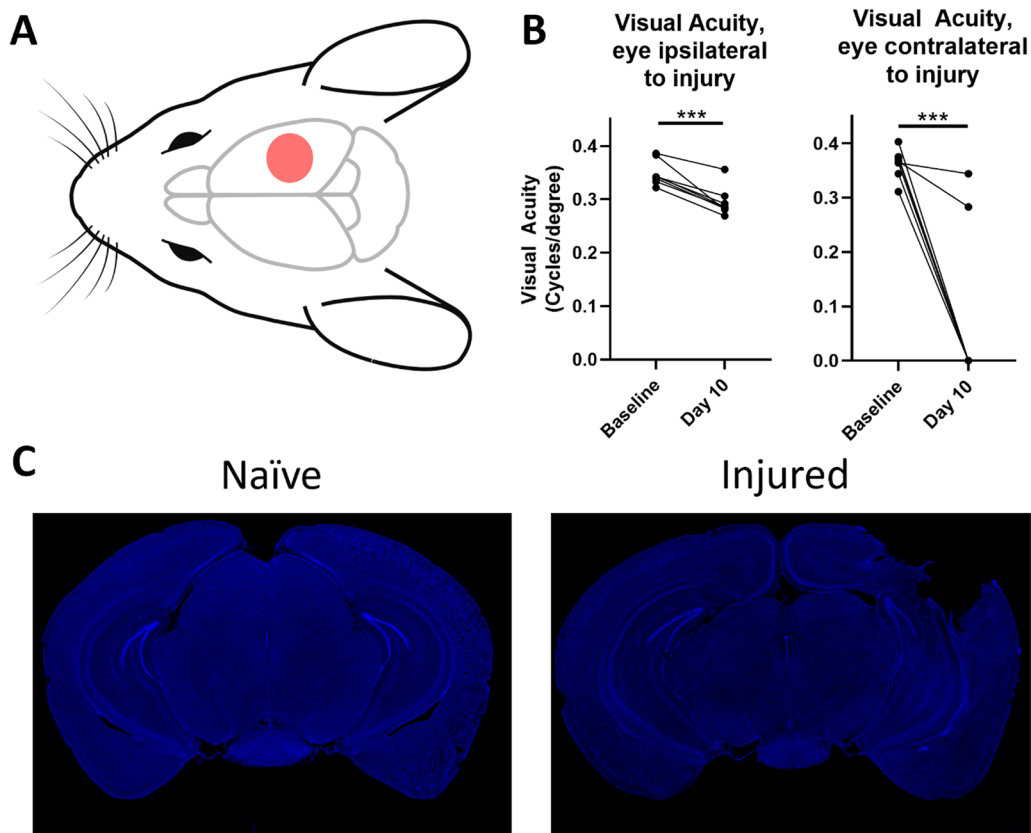 A
B
Visual Acuity,
eye ipsilateral
to injury
Visual Acuity,
eye contralateral
to injury
***
***
Visual Acuity
(Cycles/degree)
0.4
0.3
0.2
0.1
0.0
Baseline
Day 10
0.4
0.3
0.2
0.1
0.0
Baseline
Day 10
C
Naïve
Injured